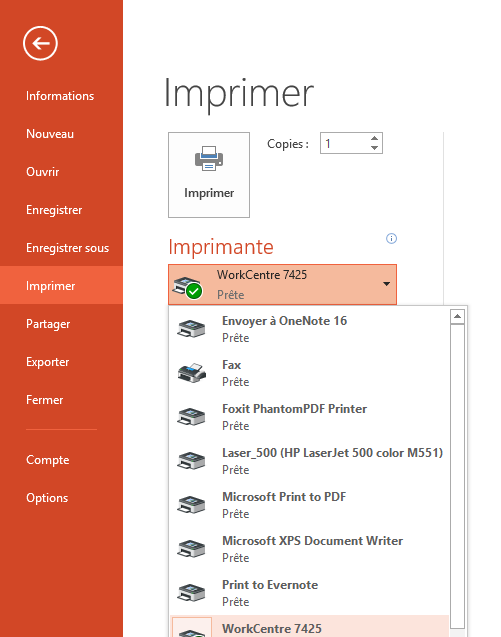 Informations
Nouveau
Ouvrir
Enregistrer
Enregistrer sous
Imprimer
Partager
Exporter
Fermer
Compte
Options
Imprimer
Imprimer
Copies :
1
Imprimante
WorkCentre 7425
Prête
Envoyer à OneNote 16
Prête
Fax
Prête
Foxit PhantomPDF Printer
Prête
Laser_500 (HP LaserJet 500 color M551)
Prête
Microsoft Print to PDF
Prête
Microsoft XPS Document Writer
Prête
Print to Evernote
Prête
WorkCentre 7425